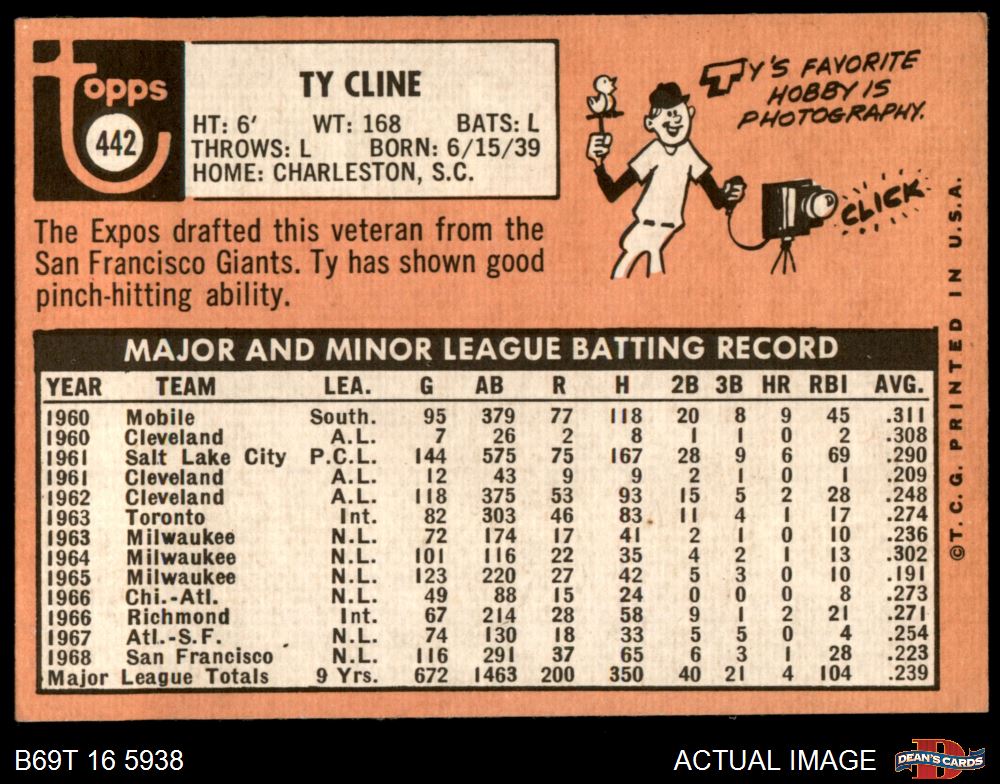 Topps
442
TY CLINE
HT: 6' WT: 168 BATS: L
THROWS: L BORN: 6/15/39
HOME: CHARLESTON, S.C.
TY'S FAVORITE
HOBBY IS
PHOTOGRAPHY.
CLICK
The Expos drafted this veteran from the
San Francisco Giants. Ty has shown good
pinch-hitting ability.
MAJOR AND MINOR LEAGUE BATTING RECORD
YEAR TEAM LEA. G AB R H 2B 3B HR RBI AVG.
1960 Mobile South. 95 379 77 118 20 8 9 45 .311
1960 Cleveland A.L. 7 26 2 8 1 1 0 2 .308
1961 Salt Lake City P.C.L. 144 575 75 167 28 9 6 69 .290
1961 Cleveland A.L. 12 43 9 9 2 1 0 1 .209
1962 Cleveland A.L. 118 375 53 93 15 5 2 28 .248
1963 Toronto Int. 82 303 46 83 11 4 1 17 .274
1963 Milwaukee N.L. 72 174 17 41 2 1 0 10 .236
1964 Milwaukee N.L. 101 116 22 35 4 2 1 13 .302
1965 Milwaukee N.L. 123 220 27 42 5 3 0 10 .191
1966 Chi.-Atl. N.L. 49 88 15 24 0 0 0 8 .273
1966 Richmond Int. 67 214 28 58 9 1 2 21 .271
1967 Atl.-S.F. N.L. 74 130 18 33 5 5 0 4 .254
1968 San Francisco N.L. 116 291 37 65 6 3 1 28 .223
Major League Totals 9 Yrs. 672 1463 200 350 40 21 4 104 .239
©T.C.G. PRINTED IN U.S.A.
B69T 16 5938
ACTUAL IMAGE
DEAN'S CARDS